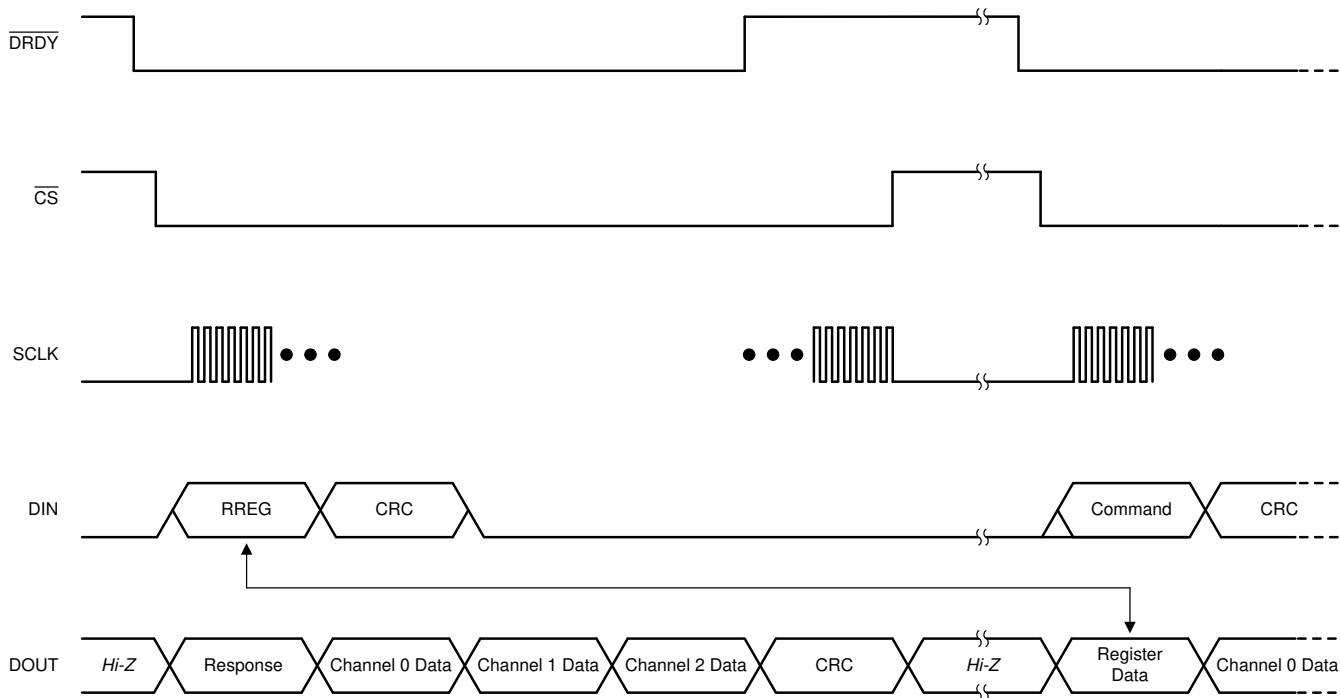 DRDY
CS
SCLK
DIN
RREG
CRC
Command
CRC
DOUT
Hi-Z
Response
Channel 0 Data
Channel 1 Data
Channel 2 Data
CRC
Hi-Z
Register
Data
Channel 0 Data